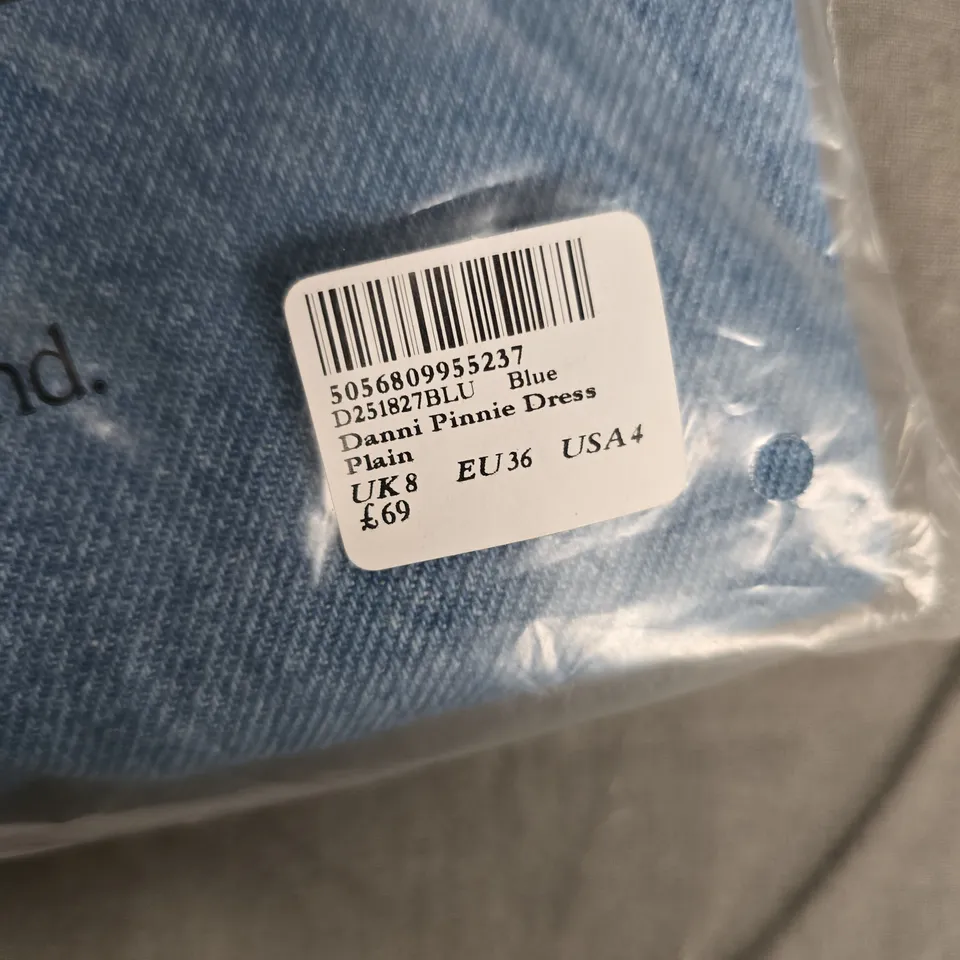 nd.
5056809955237
D251827BLU Blue
Danni Pinnie Dress
Plain
UK 8 EU 36 USA 4
£69